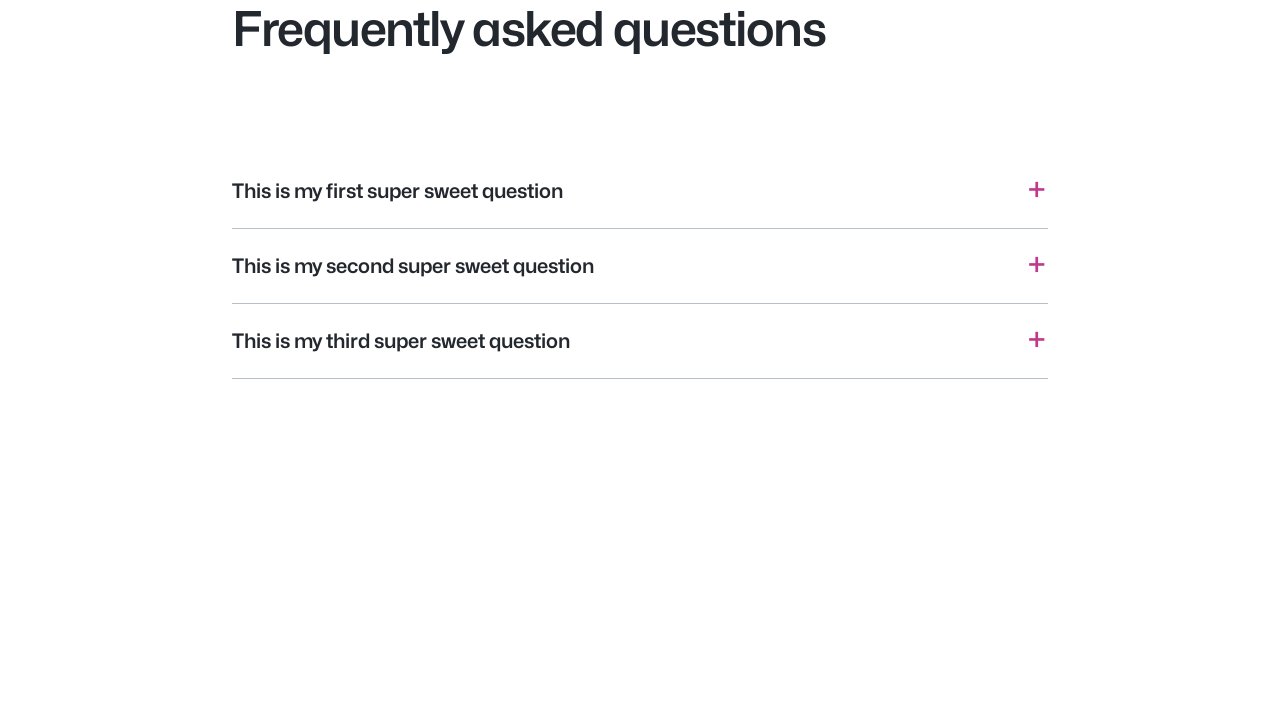 Frequently asked questions
This is my first super sweet question
+
This is my second super sweet question
+
This is my third super sweet question
+